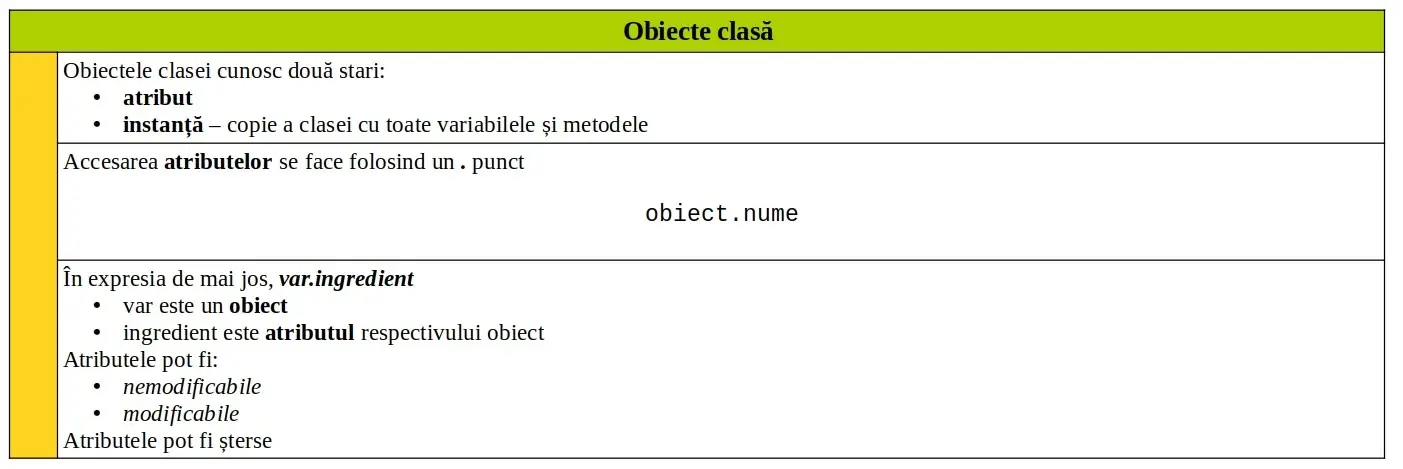 Obiecte clasă
Obiectele clasei cunosc două stari:
• atribut
• instanță – copie a clasei cu toate variabilele și metodele
Accesarea atributelor se face folosind un . punct
obiect.nume
În expresia de mai jos, var.ingredient
• var este un obiect
• ingredient este atributul respectivului obiect
Atributele pot fi:
• nemodificabile
• modificabile
Atributele pot fi șterse